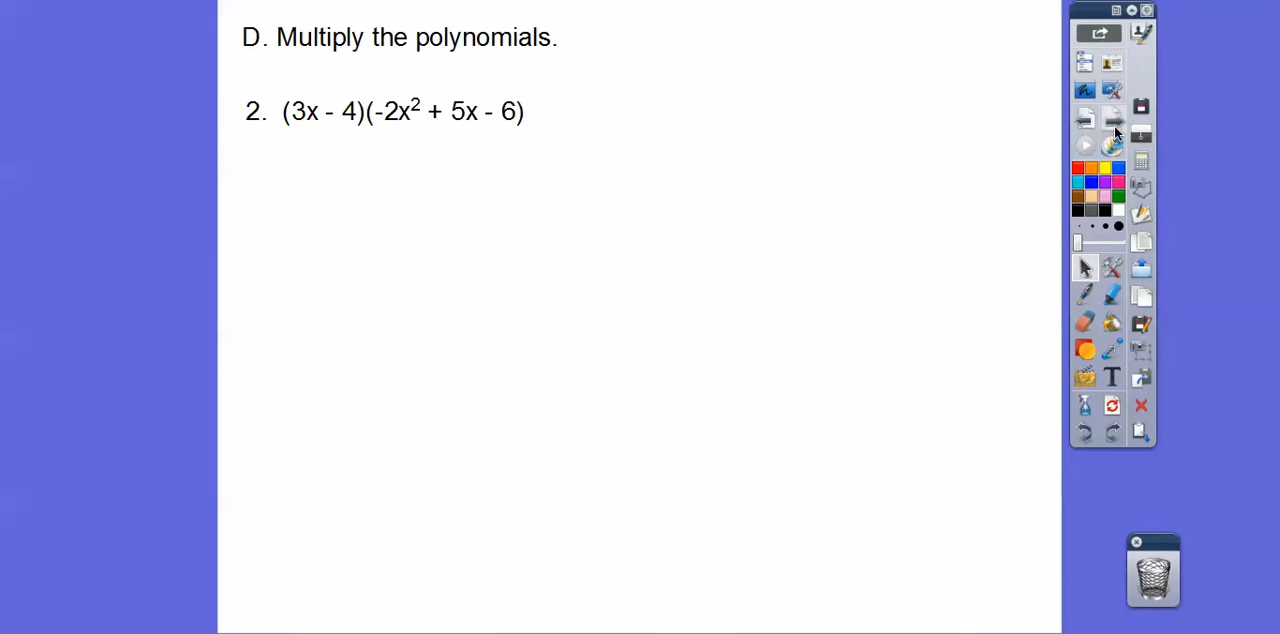 D. Multiply the polynomials.
2. (3x - 4)(-2x² + 5x - 6)